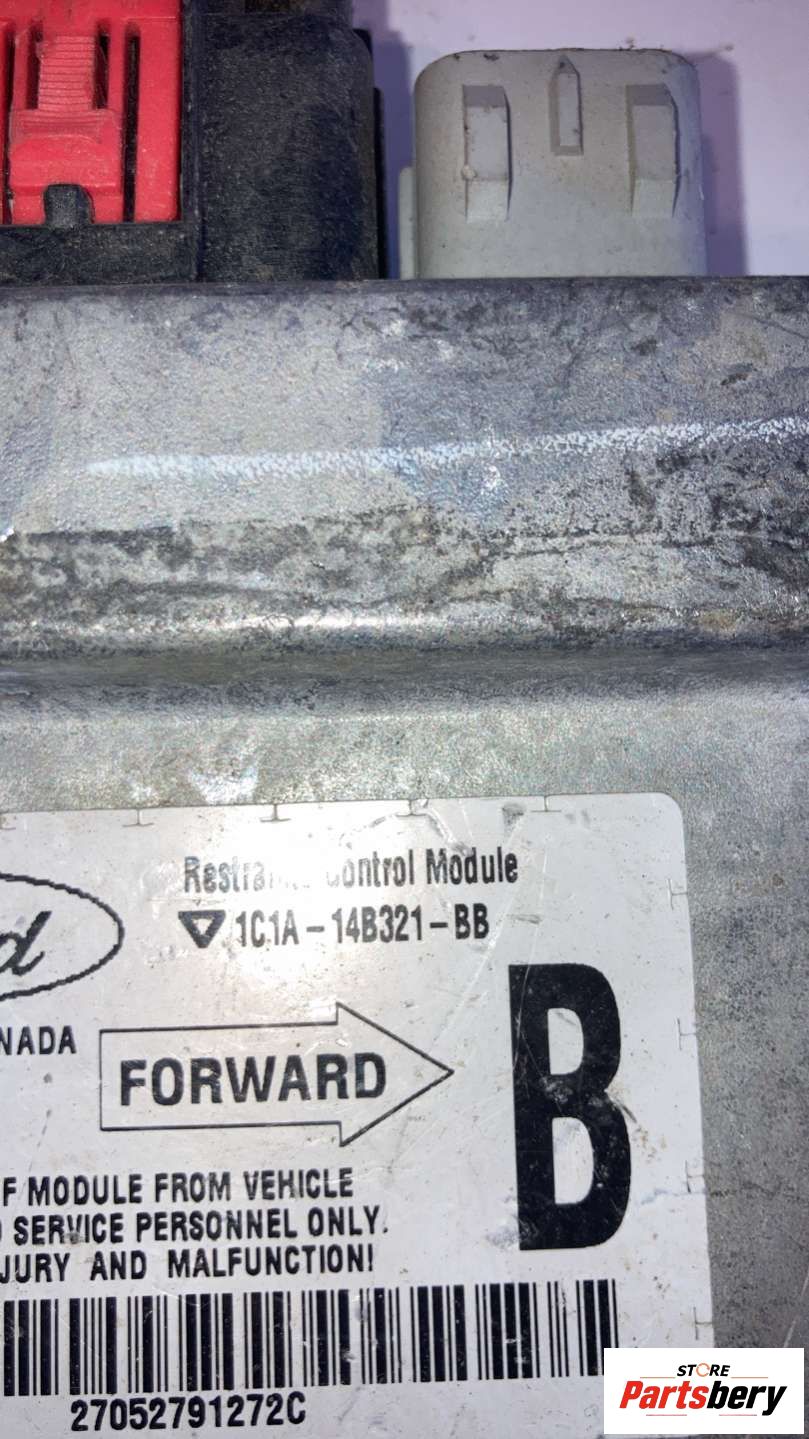 Control Module
1C1A-14B321-BB
B
NADA
FORWARD
F MODULE FROM VEHICLE
SERVICE PERSONNEL ONLY.
JURY AND MALFUNCTION!
27052791272C
STORE
Partsbery